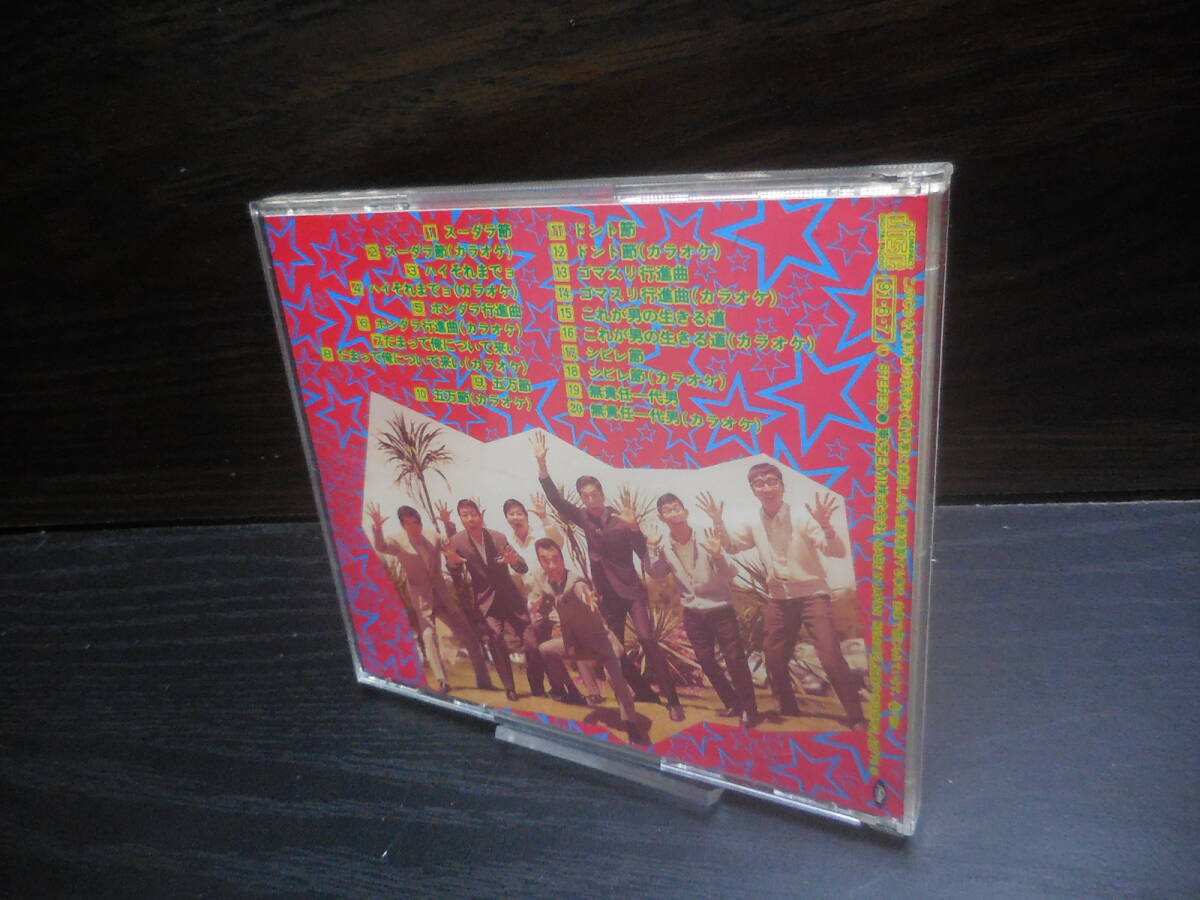 1 スーダラ節
2 スーダラ節(カラオケ)
3 ハイそれまでョ
4 ハイそれまでョ(カラオケ)
5 ホンダラ行進曲
6 ホンダラ行進曲(カラオケ)
7 だまって俺について来い
8 だまって俺について来い(カラオケ)
9 五万節
10 五万節(カラオケ)
11 ドント節
12 ドント節(カラオケ)
13 ゴマスリ行進曲
14 ゴマスリ行進曲(カラオケ)
15 これが男の生きる道
16 これが男の生きる道(カラオケ)
17 シビレ節
18 シビレ節(カラオケ)
19 無責任一代男
20 無責任一代男(カラオケ)
STEREO